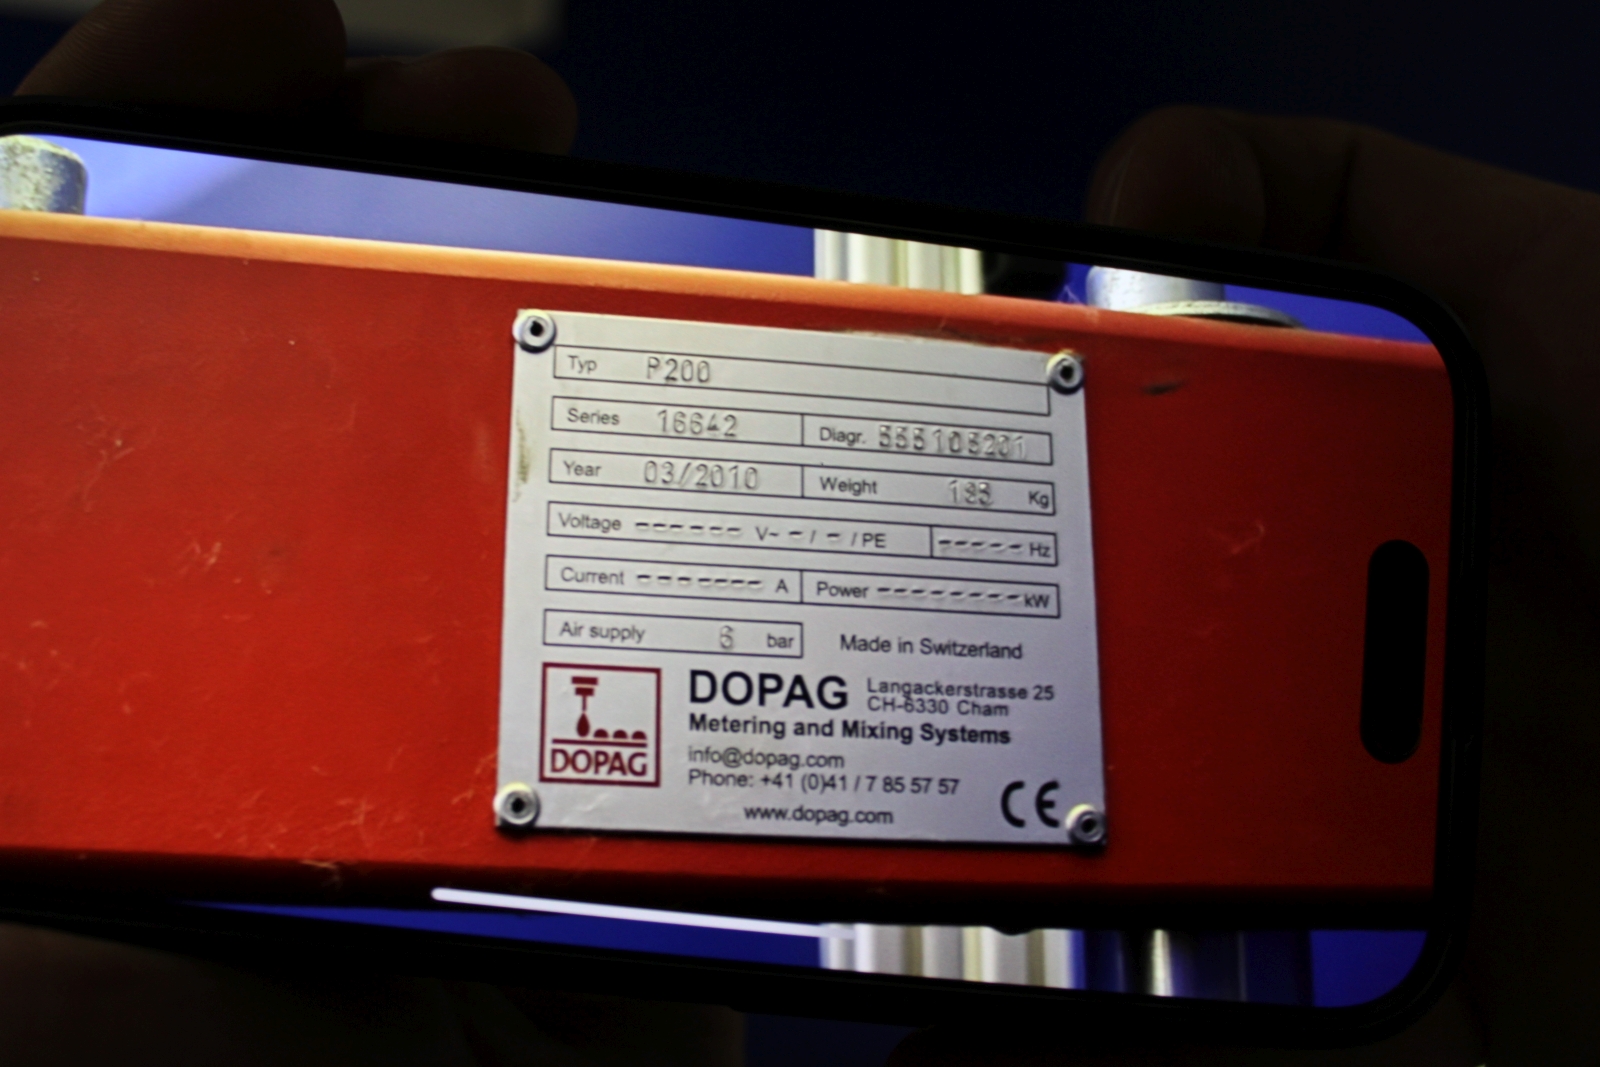 Typ P200
Series 16642 Diagr.
Year 03/2010 Weight Kg
Voltage ------ V~ - / - / PE ----- Hz
Current ------- A Power -------- kW
Air supply 6 bar Made in Switzerland
DOPAG Langackerstrasse 25
CH-6330 Cham
Metering and Mixing Systems
DOPAG
info@dopag.com
Phone: +41 (0)41 / 7 85 57 57
www.dopag.com CE